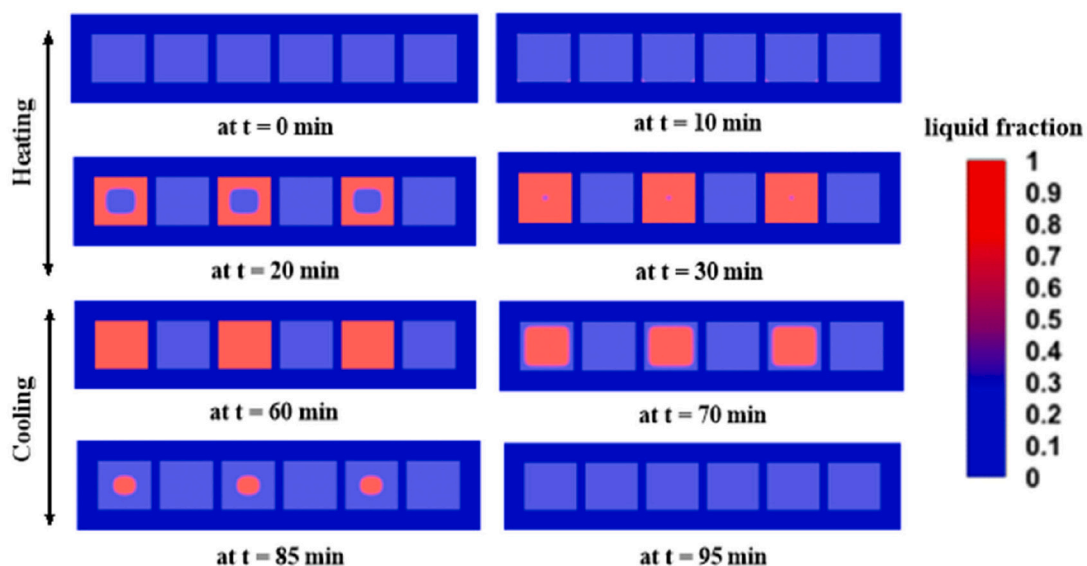 Heating
at t = 0 min
at t = 10 min
at t = 20 min
at t = 30 min
Cooling
at t = 60 min
at t = 70 min
at t = 85 min
at t = 95 min
liquid fraction
1
0.9
0.8
0.7
0.6
0.5
0.4
0.3
0.2
0.1
0